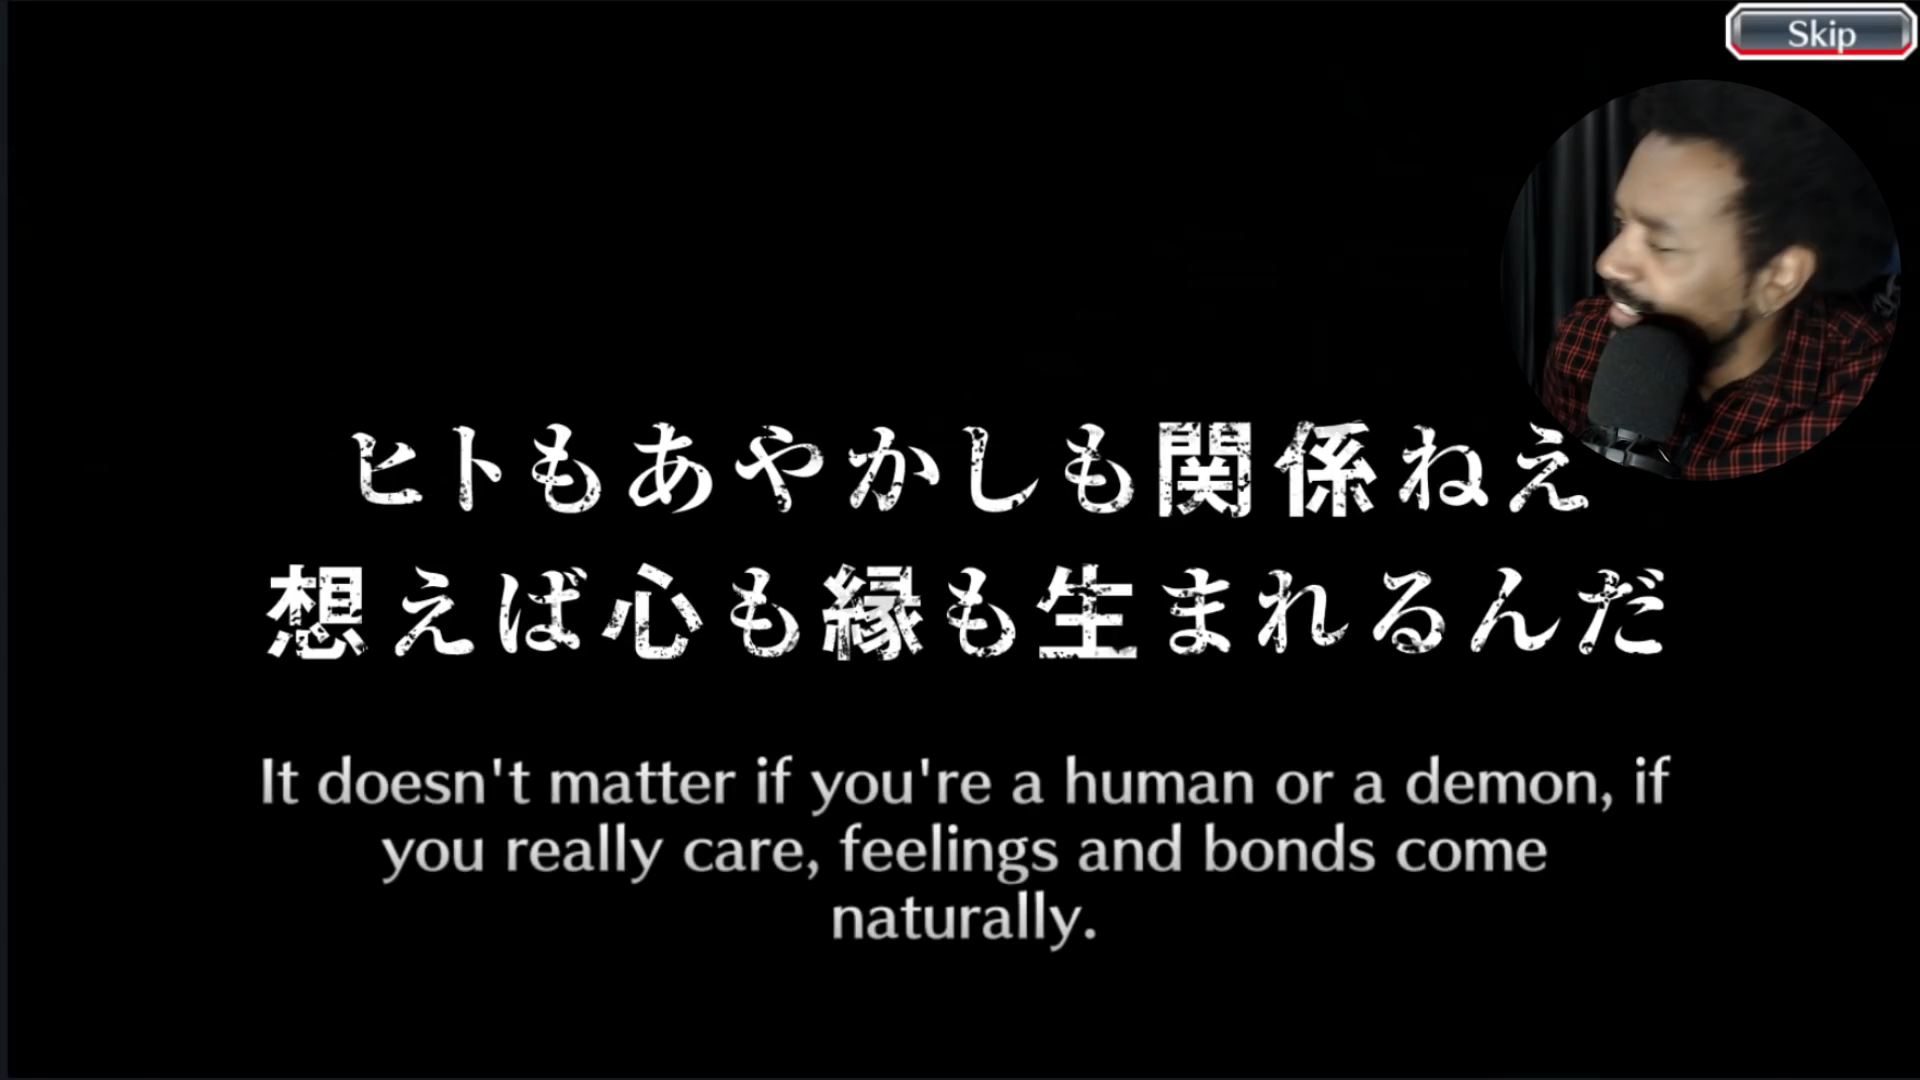 Skip
ヒトもあやかしも関係ねえ
想えば心も縁も生まれるんだ
It doesn't matter if you're a human or a demon, if
you really care, feelings and bonds come
naturally.